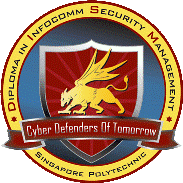 Diploma in Infocomm Security Management
Cyber Defenders Of Tomorrow
Singapore Polytechnic